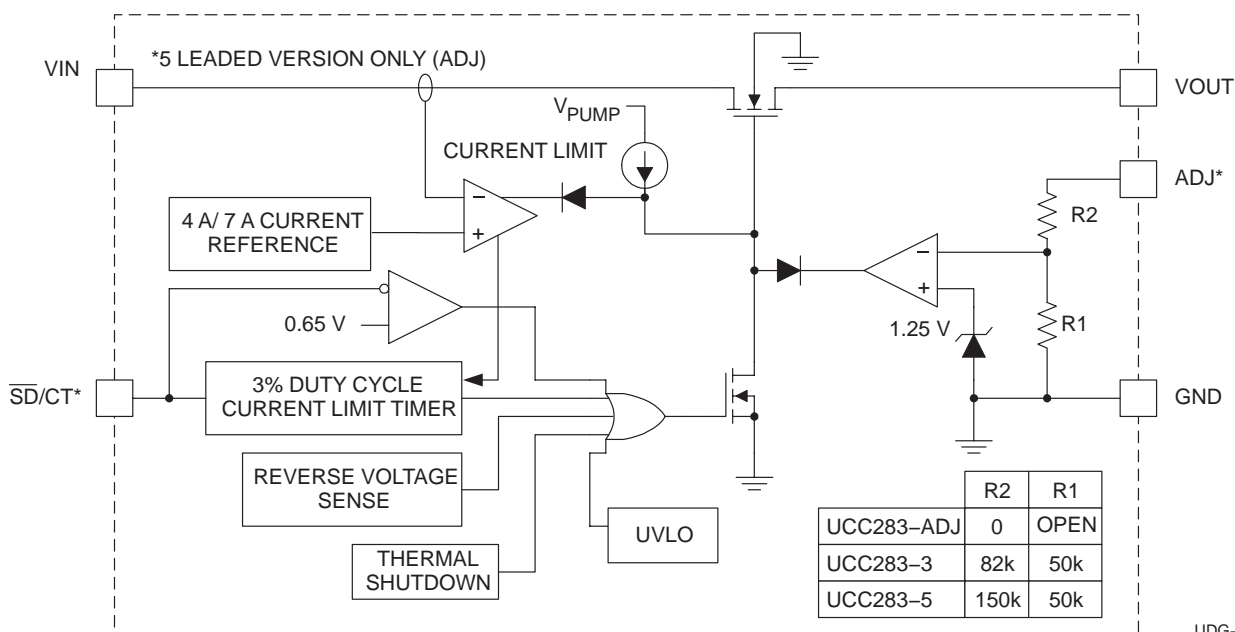 *5 LEADED VERSION ONLY (ADJ)
VIN
VOUT
VPUMP
CURRENT LIMIT
ADJ*
R2
4 A/ 7 A CURRENT
REFERENCE
−
+
−
+
0.65 V
1.25 V
R1
SD/CT*
3% DUTY CYCLE
CURRENT LIMIT TIMER
GND
REVERSE VOLTAGE
SENSE
UVLO
THERMAL
SHUTDOWN
R2 R1
UCC283−ADJ 0 OPEN
UCC283−3 82k 50k
UCC283−5 150k 50k
UDG-